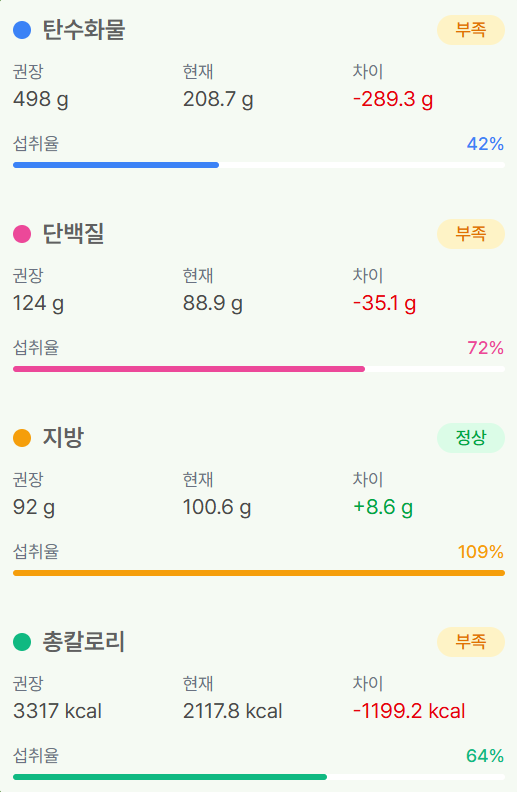 탄수화물 부족
권장 현재 차이
498 g 208.7 g -289.3 g
섭취율 42%
단백질 부족
권장 현재 차이
124 g 88.9 g -35.1 g
섭취율 72%
지방 정상
권장 현재 차이
92 g 100.6 g +8.6 g
섭취율 109%
총칼로리 부족
권장 현재 차이
3317 kcal 2117.8 kcal -1199.2 kcal
섭취율 64%